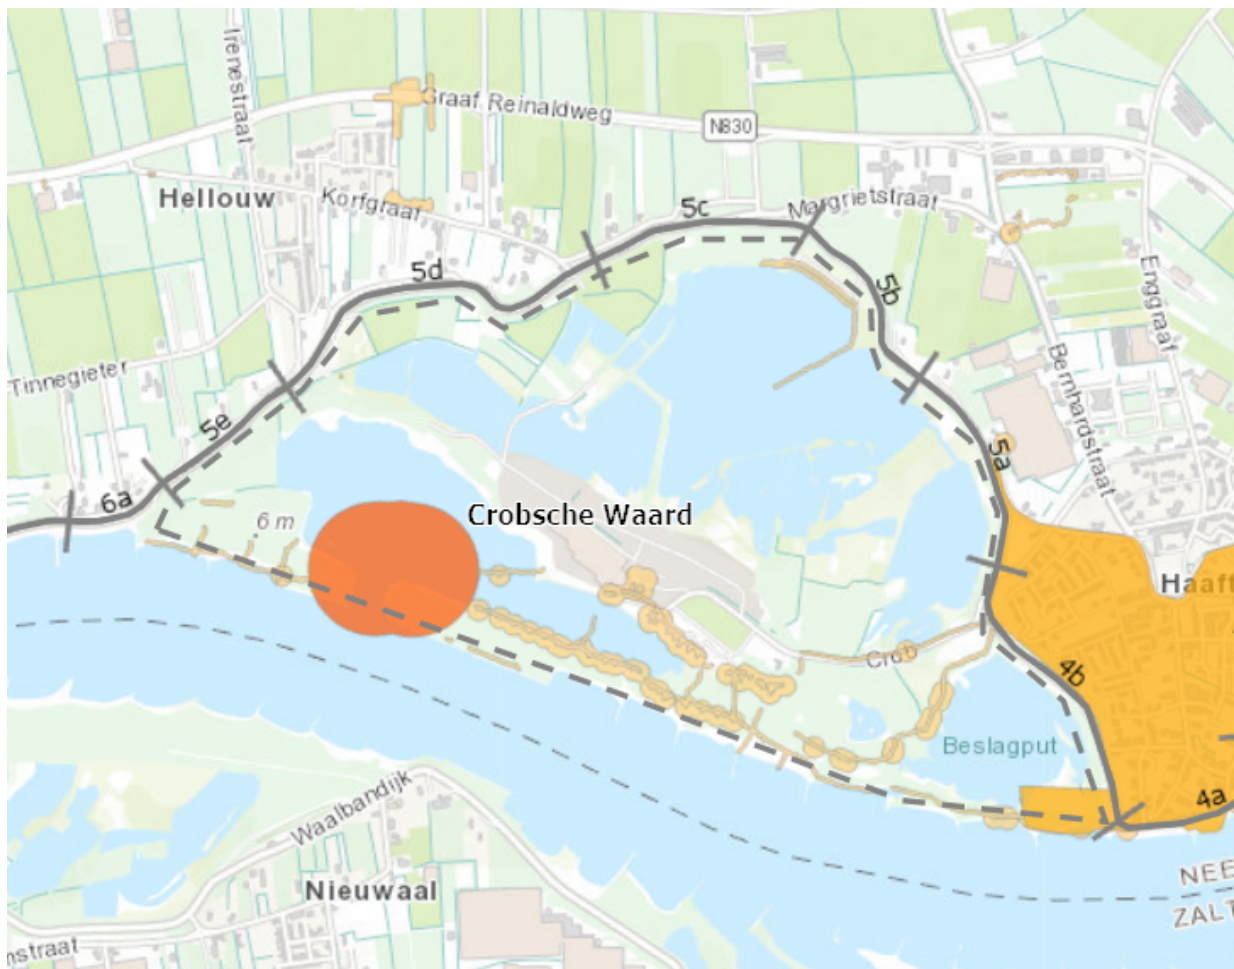 Irenestraat
Graaf Reinaldweg
N830
Hellouw
Korfgraaf
5c
Margrietstraat
5d
5b
Enggraaf
Tinnegieter
Bernhardstraat
5e
5a
6a
6 m
Crobsche Waard
Haaft
Crob
4b
Beslagput
Waalbandijk
4a
Nieuwaal
NEE
ZALT
mstraat